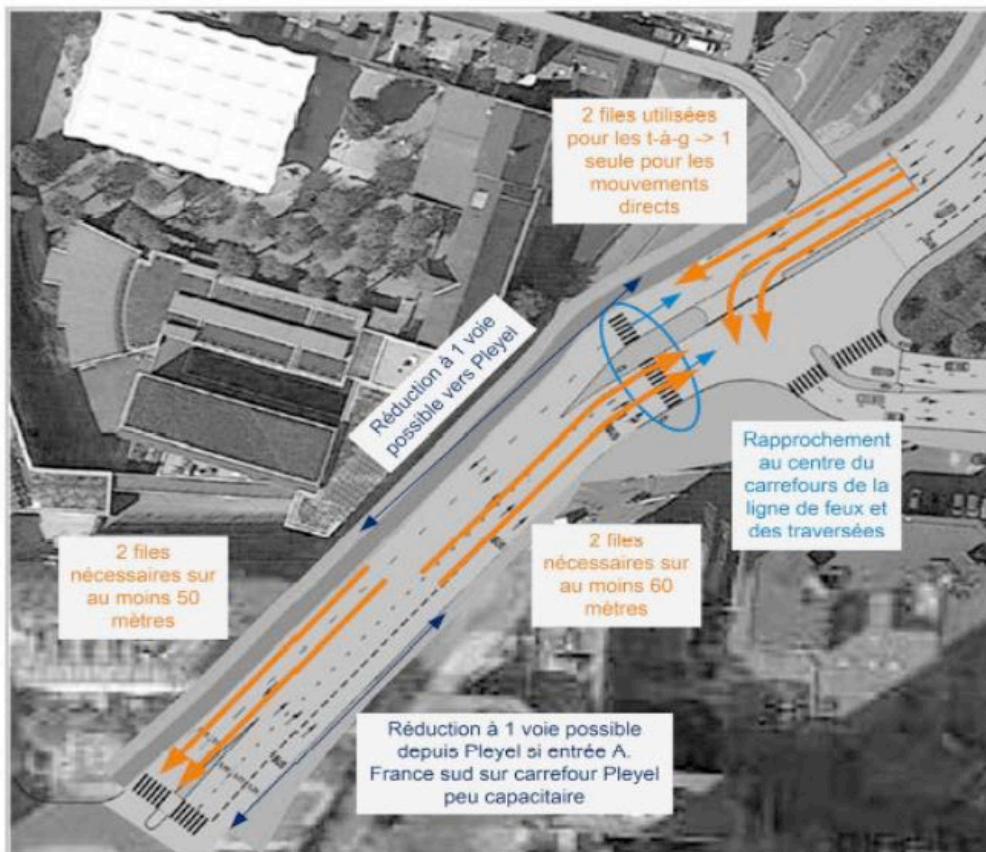 2 files utilisées
pour les t-à-g -> 1
seule pour les
mouvements
directs
Réduction à 1 voie
possible vers Pleyel
Rapprochement
au centre du
carrefours de la
ligne de feux et
des traversées
2 files
nécessaires sur
au moins 50
mètres
2 files
nécessaires sur
au moins 60
mètres
Réduction à 1 voie possible
depuis Pleyel si entrée A.
France sud sur carrefour Pleyel
peu capacitaire